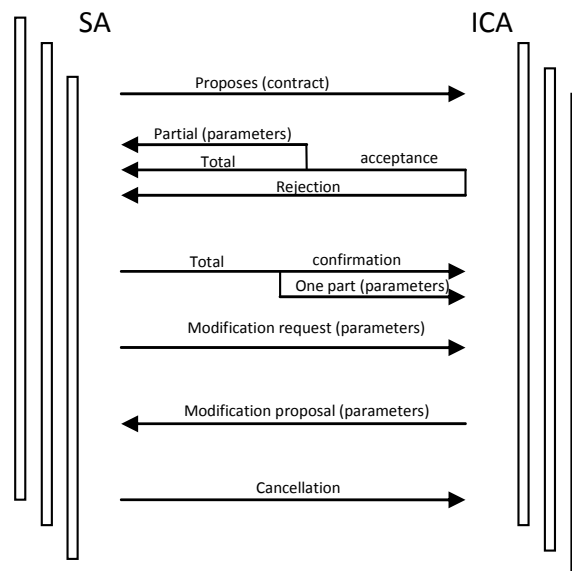 SA ICA
Proposes (contract)
Partial (parameters)
Total acceptance
Rejection
Total confirmation
One part (parameters)
Modification request (parameters)
Modification proposal (parameters)
Cancellation